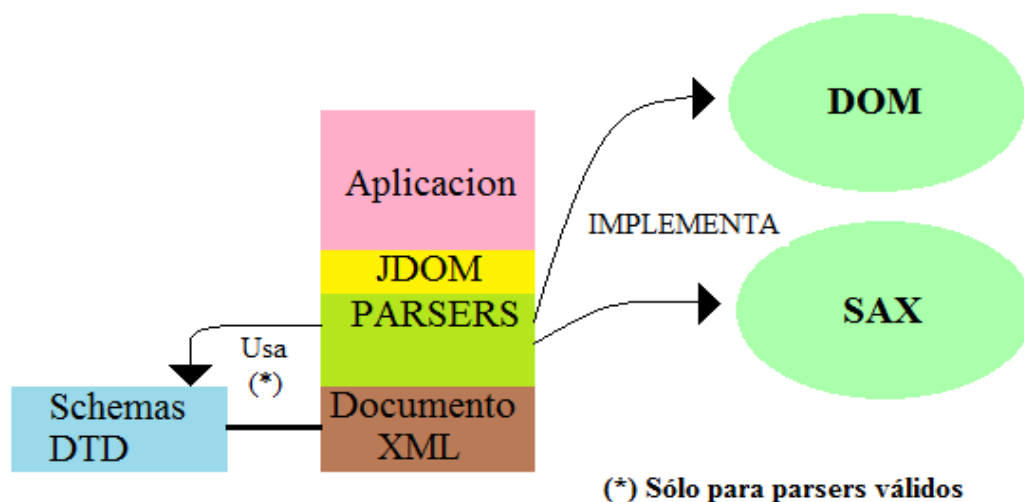 DOM
Aplicacion
IMPLEMENTA
JDOM
PARSERS
SAX
Usa
(*)
Schemas
DTD
Documento
XML
(*) Sólo para parsers válidos